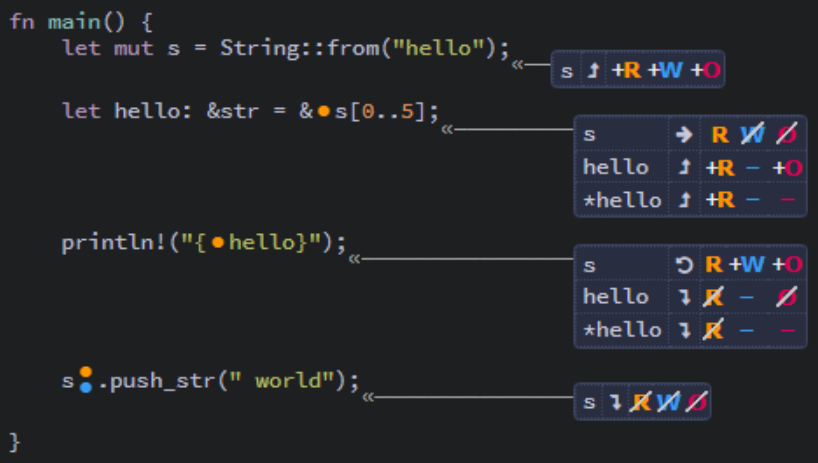 fn main() {
let mut s = String::from("hello");
« s ⤴ +R +W +O
let hello: &str = &s[0..5];
« s → R W O
hello ⤴ +R – +O
*hello ⤴ +R – –
println!("{hello}");
« s ↺ R +W +O
hello ⤵ R – O
*hello ⤵ R – –
s.push_str(" world");
« s ⤵ R W O
}